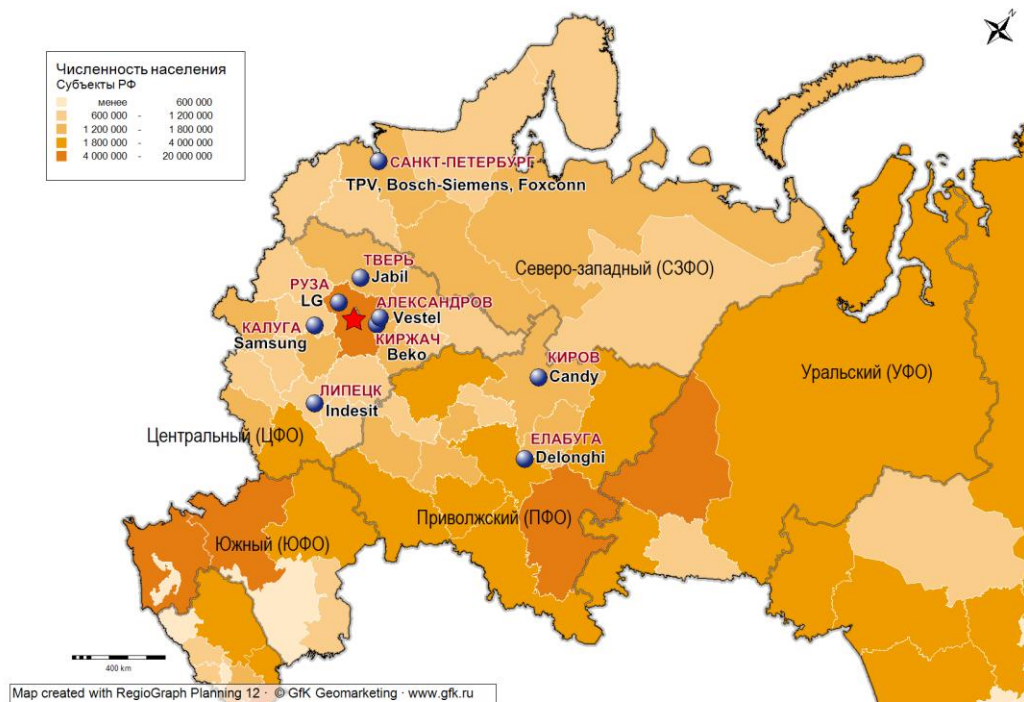 N
Численность населения
Субъекты РФ
менее 600 000
600 000 - 1 200 000
1 200 000 - 1 800 000
1 800 000 - 4 000 000
4 000 000 - 20 000 000
САНКТ-ПЕТЕРБУРГ
TPV, Bosch-Siemens, Foxconn
ТВЕРЬ
Jabil
Северо-западный (СЗФО)
РУЗА
LG
АЛЕКСАНДРОВ
Vestel
КАЛУГА
Samsung
КИРЖАЧ
Beko
КИРОВ
Candy
Уральский (УФО)
ЛИПЕЦК
Indesit
Центральный (ЦФО)
ЕЛАБУГА
Delonghi
Приволжский (ПФО)
Южный (ЮФО)
400 km
Map created with RegioGraph Planning 12 · © GfK Geomarketing · www.gfk.ru